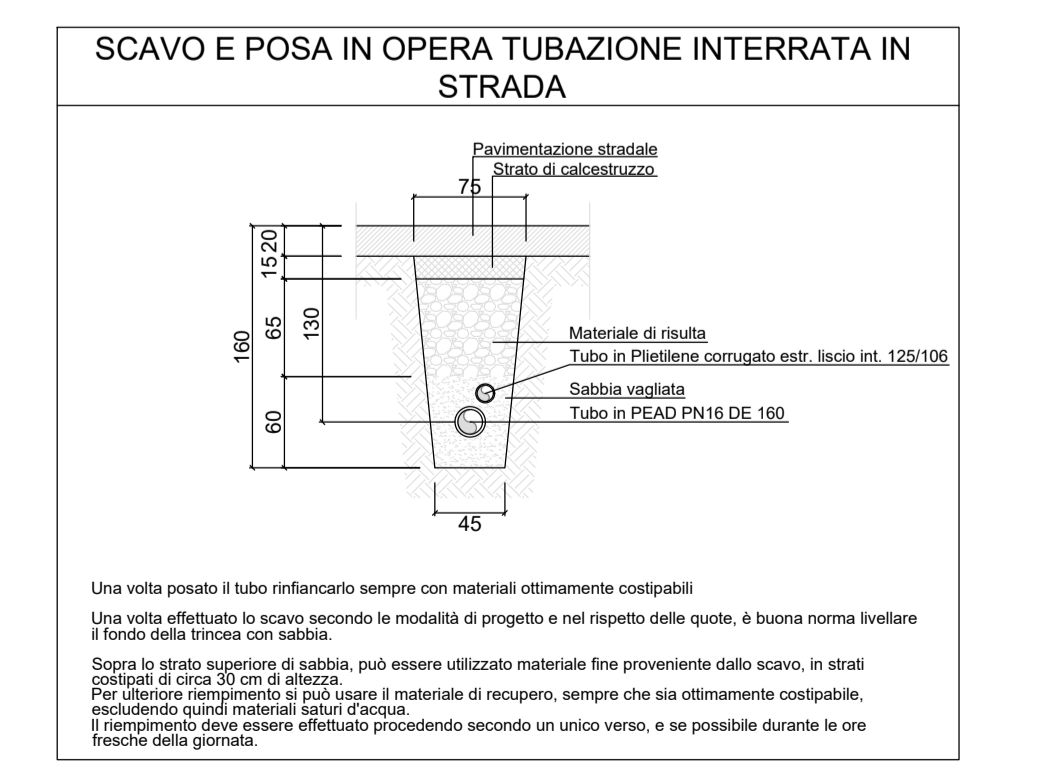 SCAVO E POSA IN OPERA TUBAZIONE INTERRATA IN
STRADA
Pavimentazione stradale
Strato di calcestruzzo
75
20
15
65
130
160
60
Materiale di risulta
Tubo in Plietilene corrugato estr. liscio int. 125/106
Sabbia vagliata
Tubo in PEAD PN16 DE 160
45
Una volta posato il tubo rinfiancarlo sempre con materiali ottimamente costipabili
Una volta effettuato lo scavo secondo le modalità di progetto e nel rispetto delle quote, è buona norma livellare
il fondo della trincea con sabbia.
Sopra lo strato superiore di sabbia, può essere utilizzato materiale fine proveniente dallo scavo, in strati
costipati di circa 30 cm di altezza.
Per ulteriore riempimento si può usare il materiale di recupero, sempre che sia ottimamente costipabile,
escludendo quindi materiali saturi d'acqua.
Il riempimento deve essere effettuato procedendo secondo un unico verso, e se possibile durante le ore
fresche della giornata.